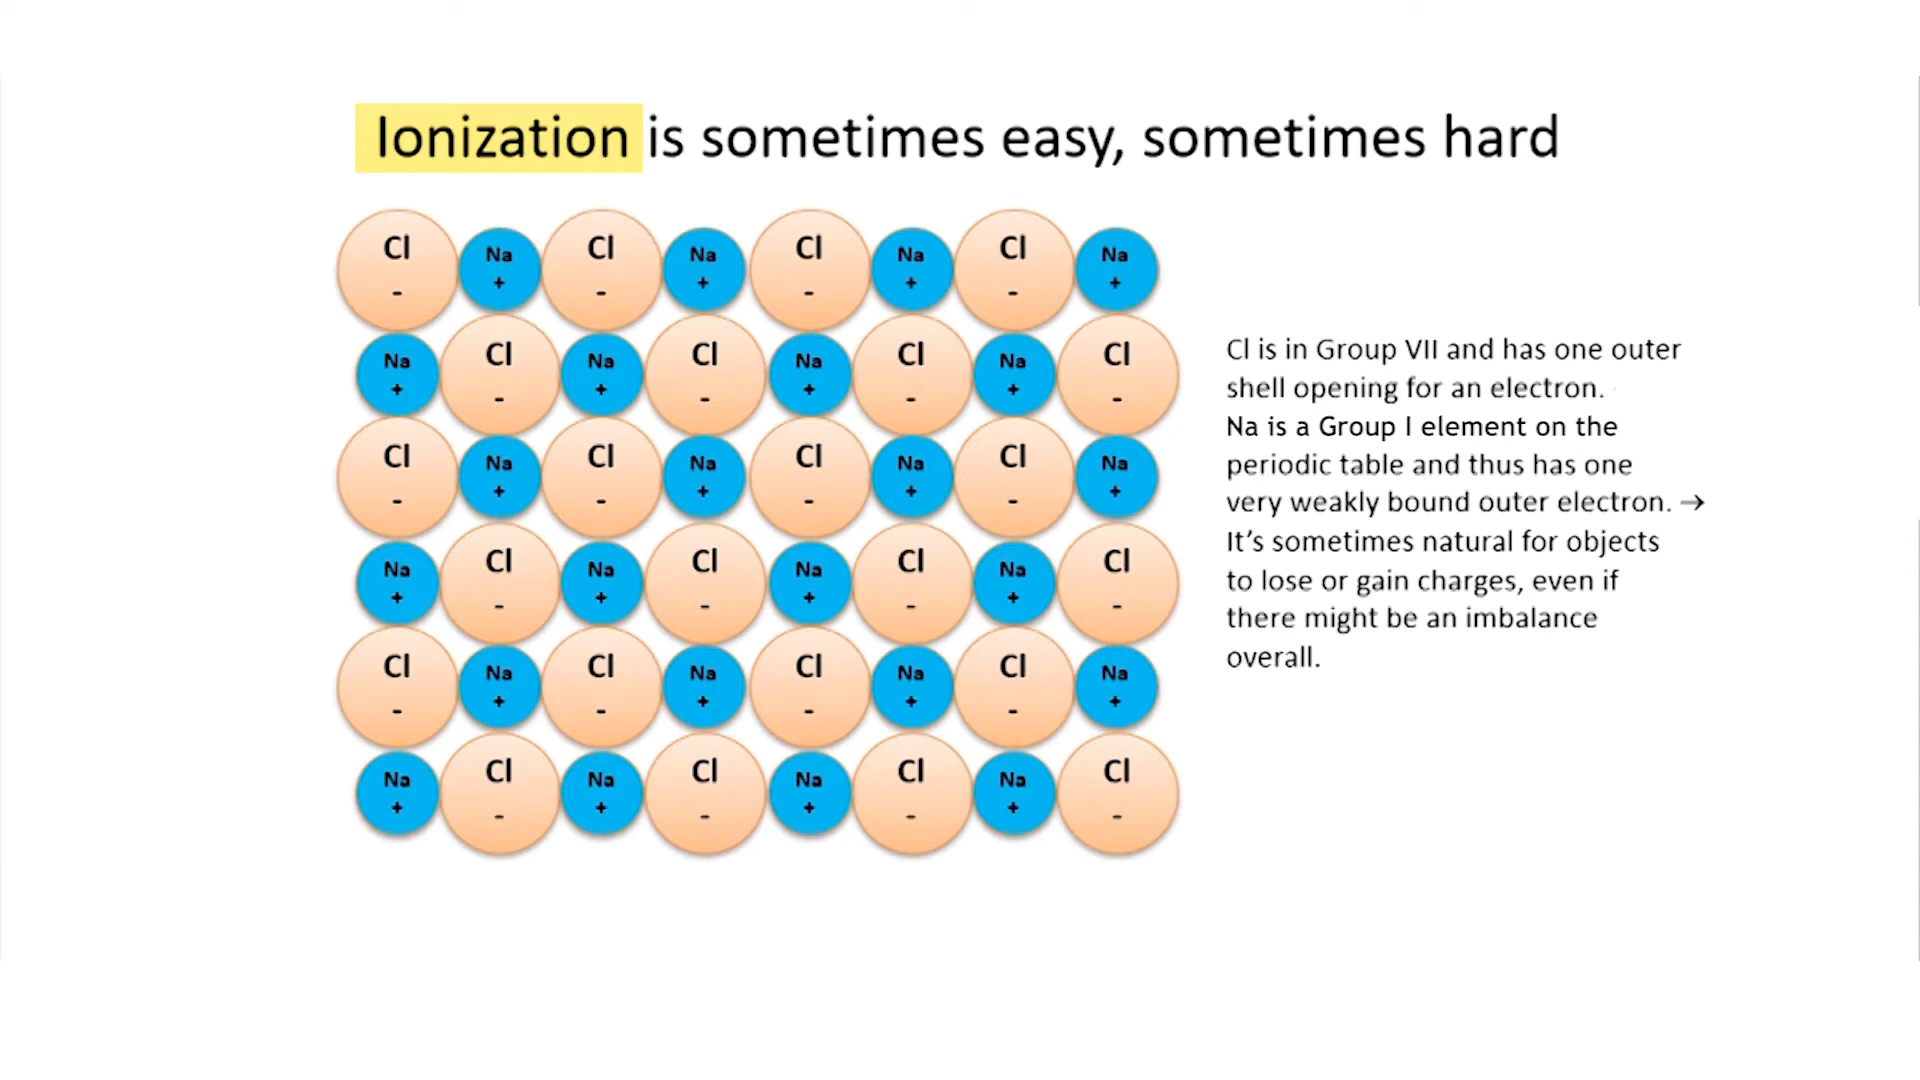 Ionization is sometimes easy, sometimes hard
Cl Na Cl Na Cl Na Cl Na
- + - + - + - +
Na Cl Na Cl Na Cl Na Cl
+ - + - + - + -
Cl Na Cl Na Cl Na Cl Na
- + - + - + - +
Na Cl Na Cl Na Cl Na Cl
+ - + - + - + -
Cl Na Cl Na Cl Na Cl Na
- + - + - + - +
Na Cl Na Cl Na Cl Na Cl
+ - + - + - + -
Cl is in Group VII and has one outer
shell opening for an electron.
Na is a Group I element on the
periodic table and thus has one
very weakly bound outer electron. →
It’s sometimes natural for objects
to lose or gain charges, even if
there might be an imbalance
overall.